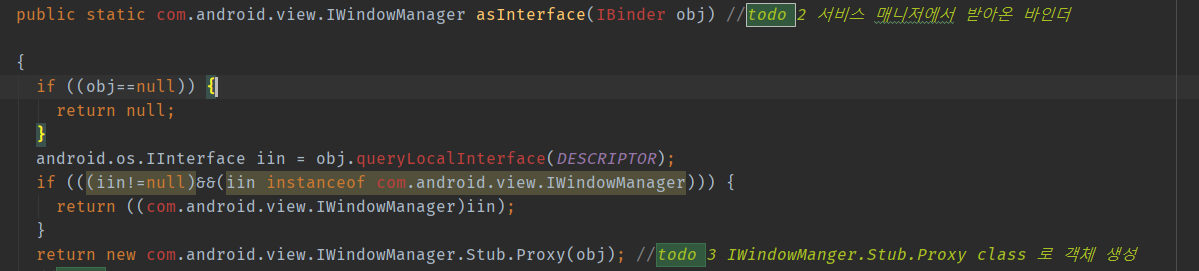 public static com.android.view.IWindowManager asInterface(IBinder obj) //todo 2 서비스 매니저에서 받아온 바인더
{
if ((obj==null)) {
return null;
}
android.os.IInterface iin = obj.queryLocalInterface(DESCRIPTOR);
if (((iin!=null)&&(iin instanceof com.android.view.IWindowManager))) {
return ((com.android.view.IWindowManager)iin);
}
return new com.android.view.IWindowManager.Stub.Proxy(obj); //todo 3 IWindowManger.Stub.Proxy class 로 객체 생성